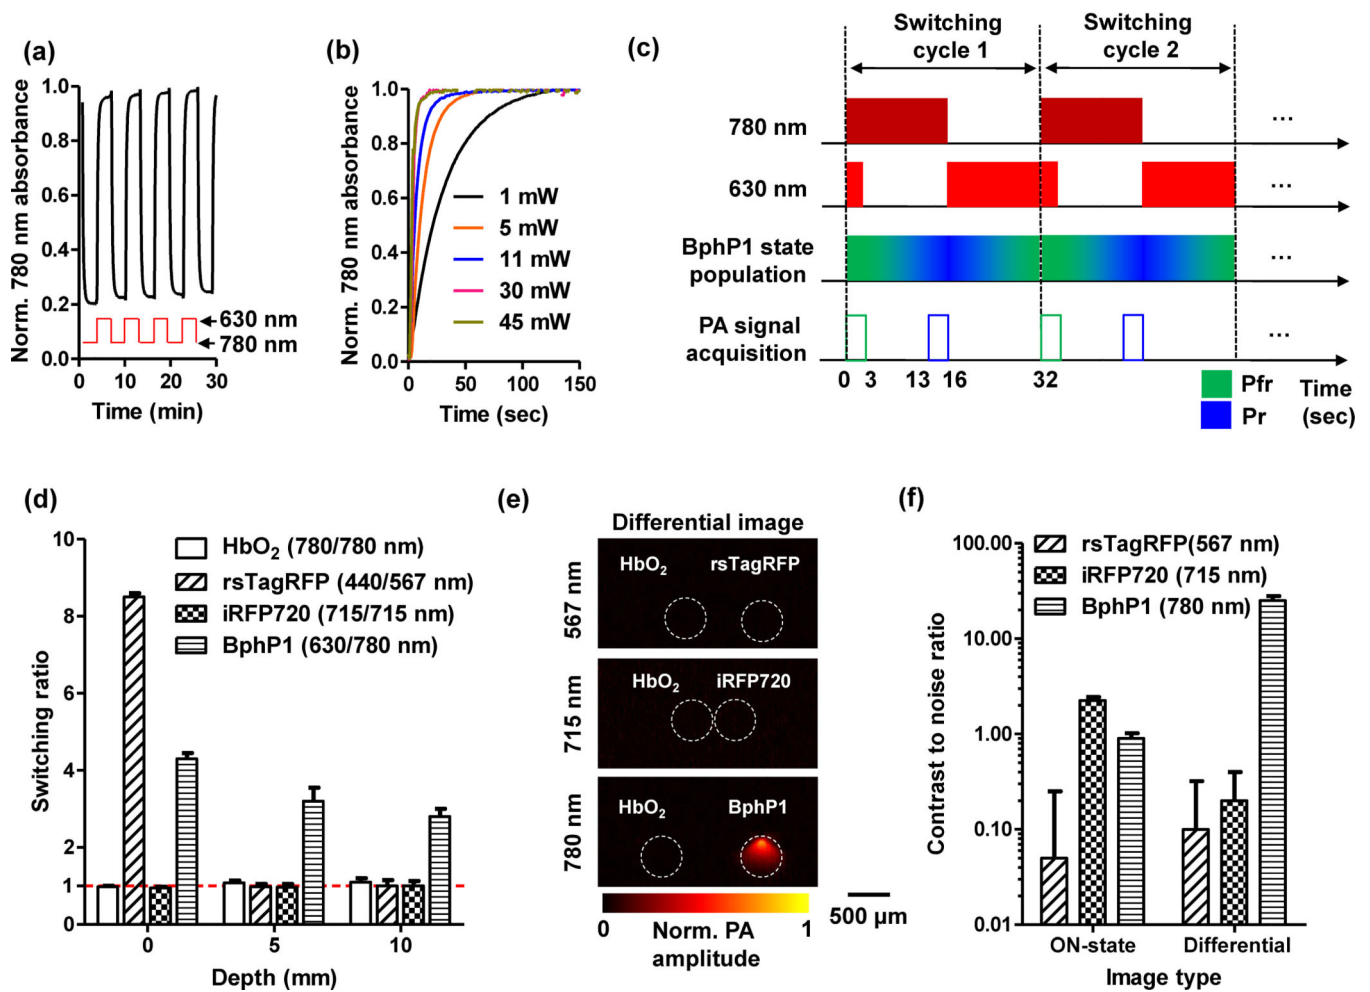 (a)
Norm. 780 nm absorbance
1.0
0.8
0.6
0.4
0.2
0.0
630 nm
780 nm
0 10 20 30
Time (min)
(b)
Norm. 780 nm absorbance
1.0
0.8
0.6
0.4
0.2
0.0
1 mW
5 mW
11 mW
30 mW
45 mW
0 50 100 150
Time (sec)
(c)
Switching
cycle 1
Switching
cycle 2
780 nm
...
630 nm
...
BphP1 state
population
...
PA signal
acquisition
...
0 3 13 16 32
Pfr
Pr
Time
(sec)
(d)
Switching ratio
10
8
6
4
2
1
0
HbO₂ (780/780 nm)
rsTagRFP (440/567 nm)
iRFP720 (715/715 nm)
BphP1 (630/780 nm)
0 5 10
Depth (mm)
(e)
Differential image
567 nm
HbO₂ rsTagRFP
715 nm
HbO₂ iRFP720
780 nm
HbO₂ BphP1
0 1
Norm. PA
amplitude
500 µm
(f)
Contrast to noise ratio
100.00
10.00
1.00
0.10
0.01
rsTagRFP(567 nm)
iRFP720 (715 nm)
BphP1 (780 nm)
ON-state Differential
Image type